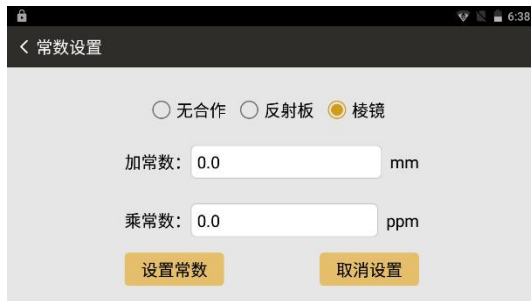 6:38
常数设置
无合作 反射板 棱镜
加常数: 0.0 mm
乘常数: 0.0 ppm
设置常数 取消设置